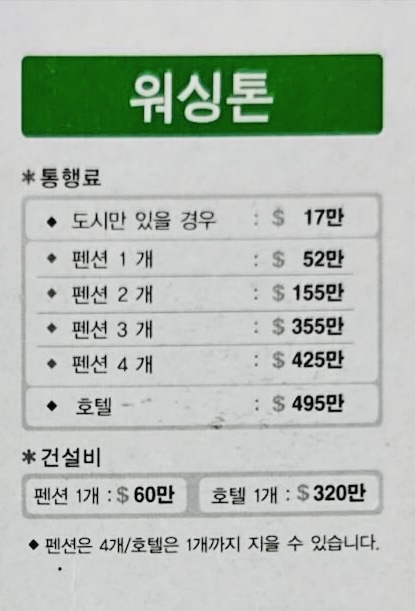 워싱톤
*통행료
◆ 도시만 있을 경우 : $ 17만
◆ 펜션 1 개 : $ 52만
◆ 펜션 2 개 : $ 155만
◆ 펜션 3 개 : $ 355만
◆ 펜션 4 개 : $ 425만
◆ 호텔 : $ 495만
*건설비
펜션 1개 : $ 60만 호텔 1개 : $ 320만
◆ 펜션은 4개/호텔은 1개까지 지을 수 있습니다.